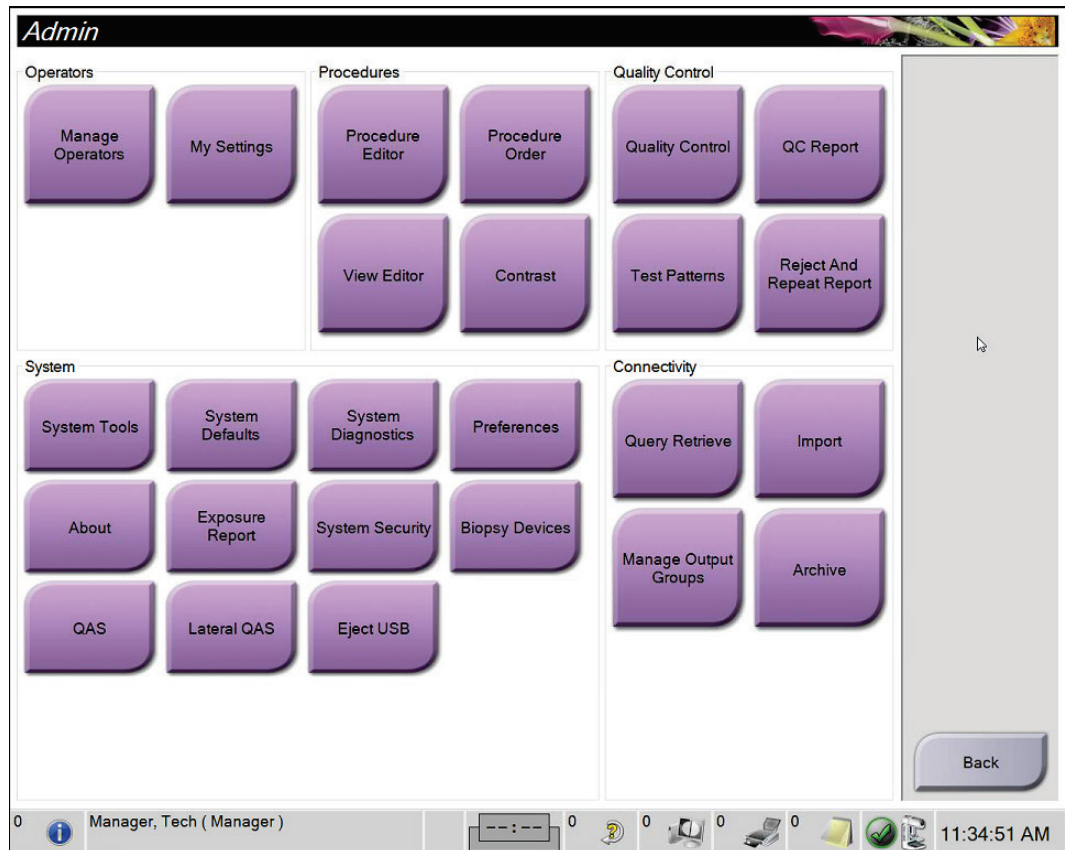 Admin
Operators
Manage
Operators
My Settings
Procedures
Procedure
Editor
Procedure
Order
View Editor
Contrast
Quality Control
Quality Control
QC Report
Test Patterns
Reject And
Repeat Report
System
System Tools
System
Defaults
System
Diagnostics
Preferences
About
Exposure
Report
System Security
Biopsy Devices
QAS
Lateral QAS
Eject USB
Connectivity
Query Retrieve
Import
Manage Output
Groups
Archive
Back
0
Manager, Tech ( Manager )
--:--
0
0
0
0
11:34:51 AM